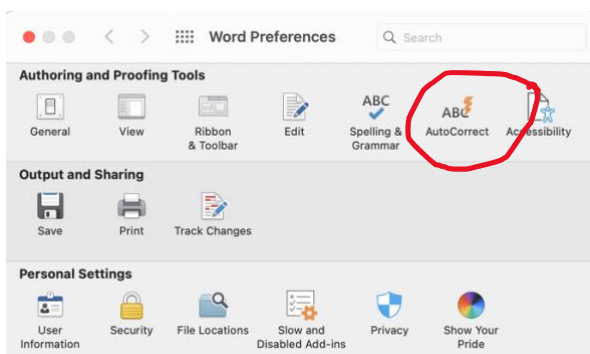 Word Preferences
Search
Authoring and Proofing Tools
General
View
Ribbon
& Toolbar
Edit
ABC
Spelling &
Grammar
ABC
AutoCorrect
Accessibility
Output and Sharing
Save
Print
Track Changes
Personal Settings
User
Information
Security
File Locations
Slow and
Disabled Add-ins
Privacy
Show Your
Pride